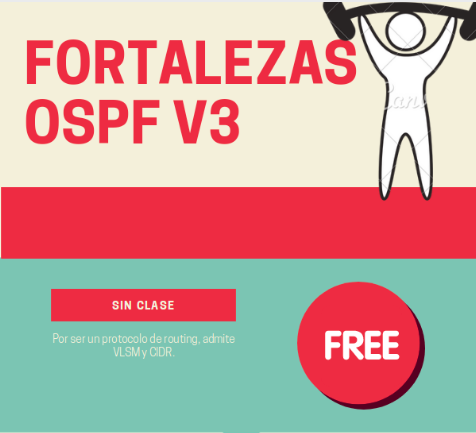 FORTALEZAS
OSPF V3
SIN CLASE
Por ser un protocolo de routing, admite
VLSM y CIDR.
FREE